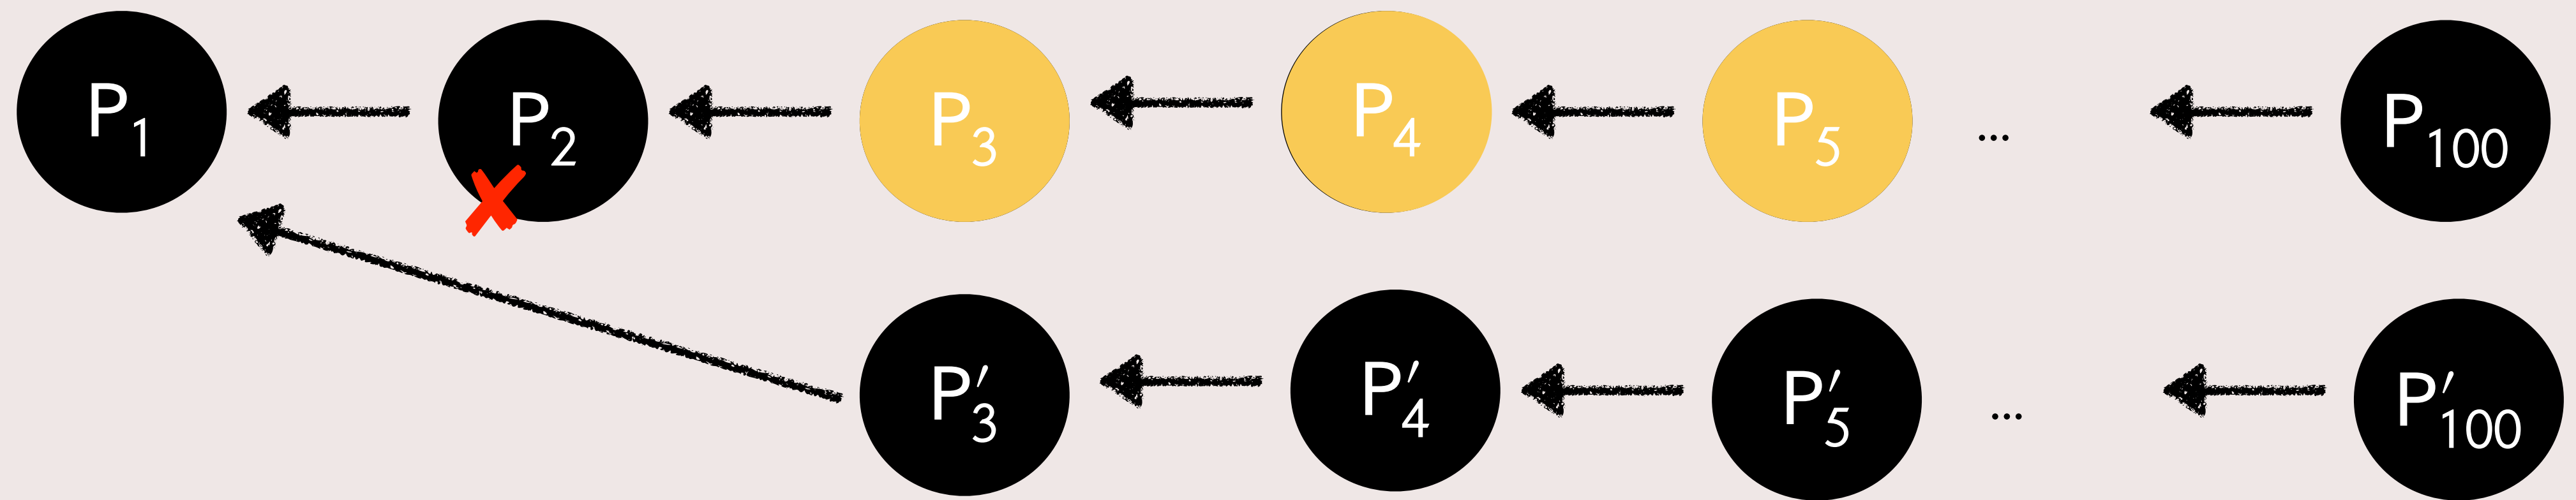 P₁ P₂ P₃ P₄ P₅ ... P₁₀₀
P′₃ P′₄ P′₅ ... P′₁₀₀